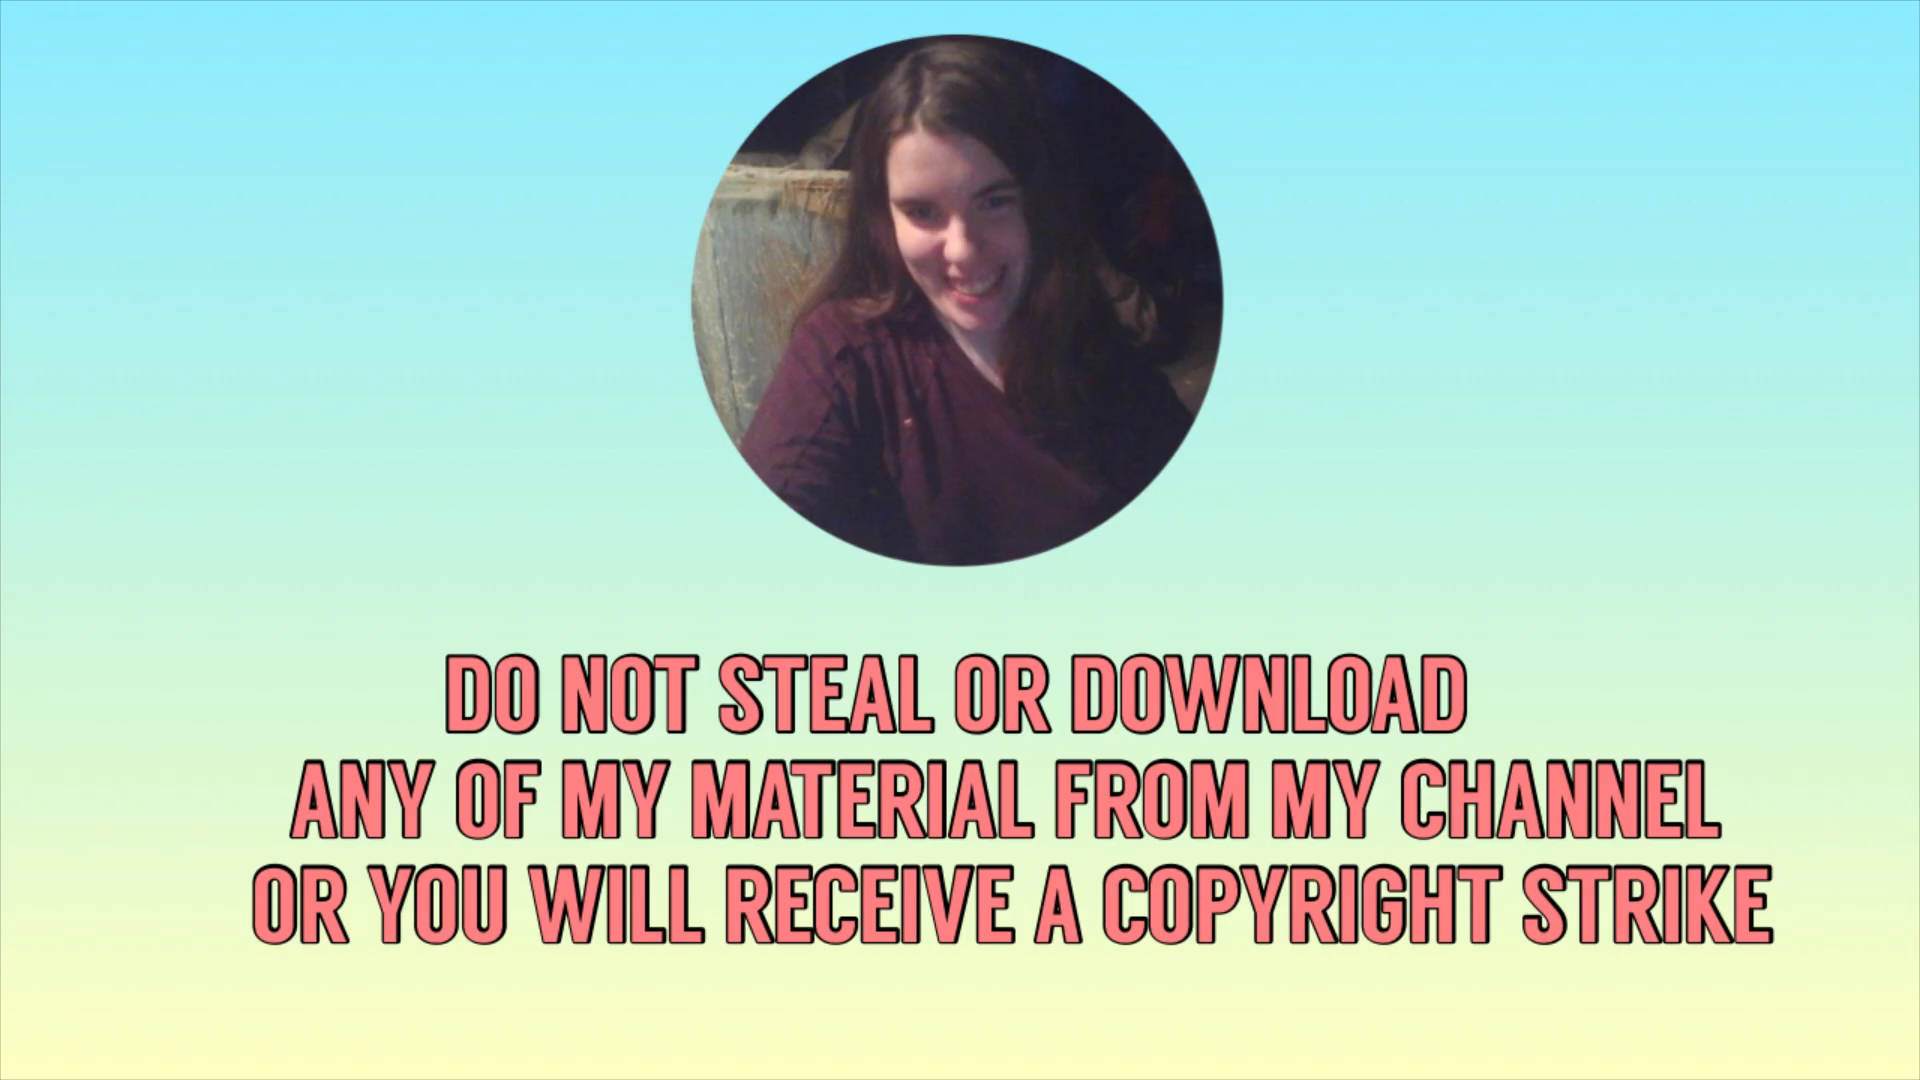 DO NOT STEAL OR DOWNLOAD
ANY OF MY MATERIAL FROM MY CHANNEL
OR YOU WILL RECEIVE A COPYRIGHT STRIKE